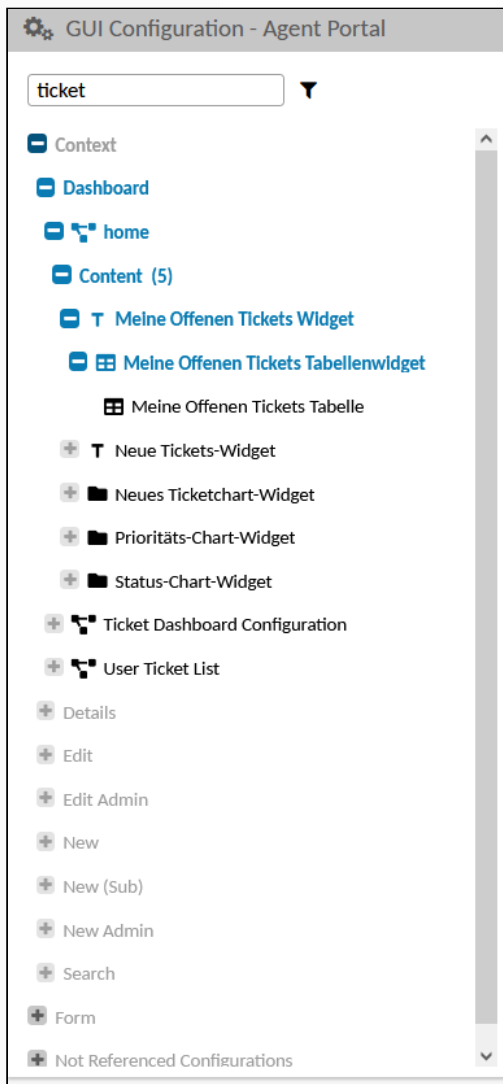 GUI Configuration - Agent Portal
ticket
Context
Dashboard
home
Content (5)
T Meine Offenen Tickets Widget
Meine Offenen Tickets Tabellenwidget
Meine Offenen Tickets Tabelle
T Neue Tickets-Widget
Neues Ticketchart-Widget
Prioritäts-Chart-Widget
Status-Chart-Widget
Ticket Dashboard Configuration
User Ticket List
Details
Edit
Edit Admin
New
New (Sub)
New Admin
Search
Form
Not Referenced Configurations